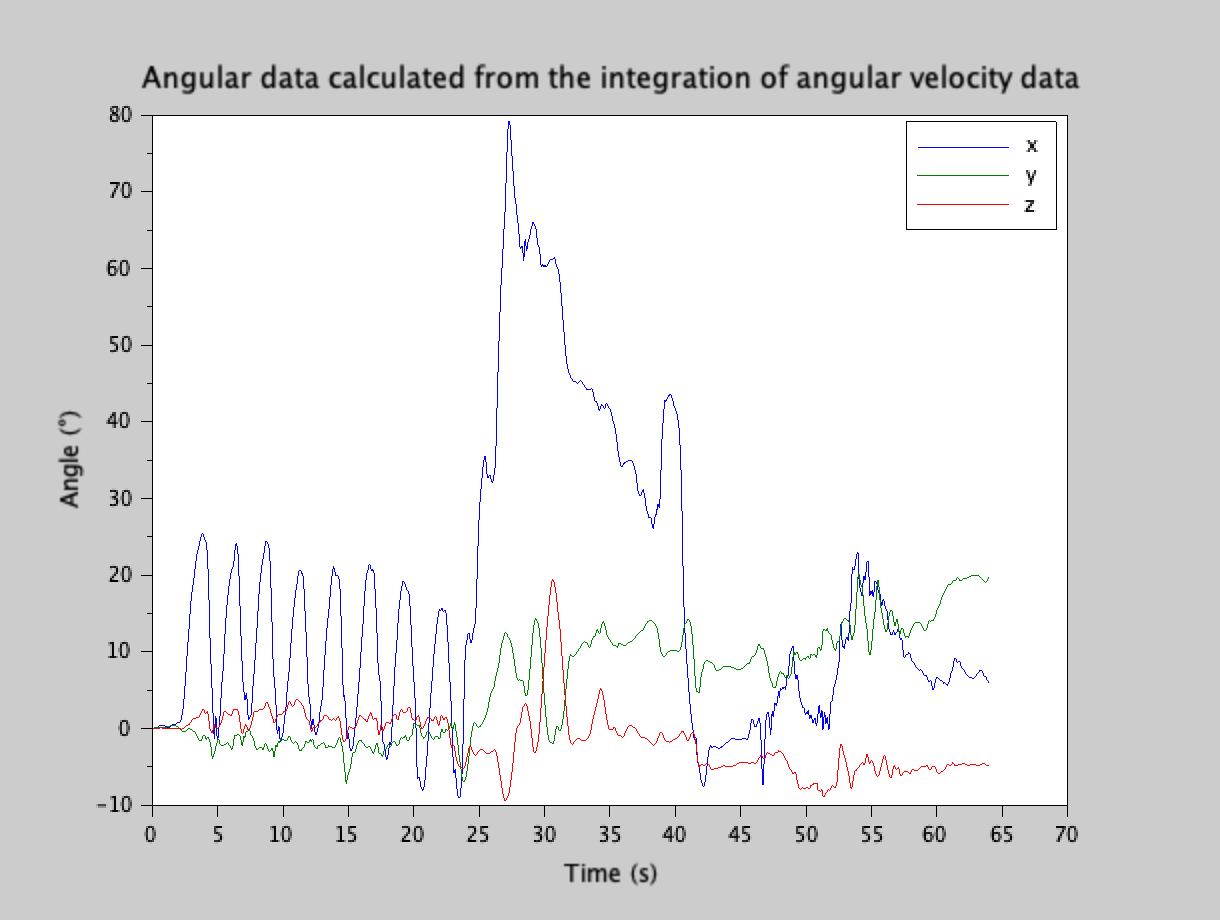 Angular data calculated from the integration of angular velocity data
80
70
60
50
40
30
20
10
0
-10
Angle (°)
x
y
z
0 5 10 15 20 25 30 35 40 45 50 55 60 65 70
Time (s)